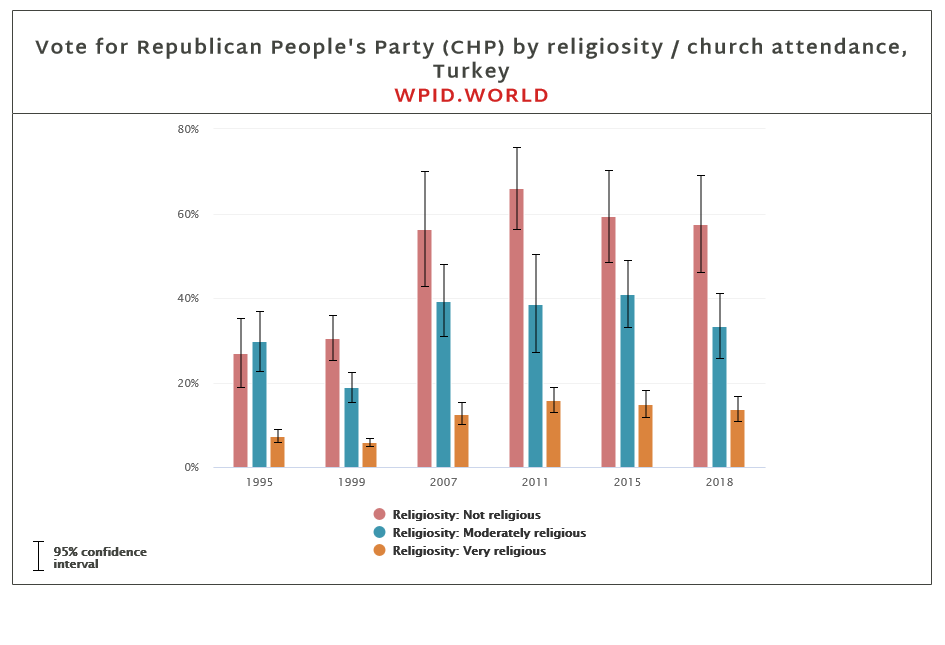 Vote for Republican People's Party (CHP) by religiosity / church attendance,
Turkey
WPID.WORLD
80%
60%
40%
20%
0%
1995 1999 2007 2011 2015 2018
Religiosity: Not religious
Religiosity: Moderately religious
Religiosity: Very religious
95% confidence
interval